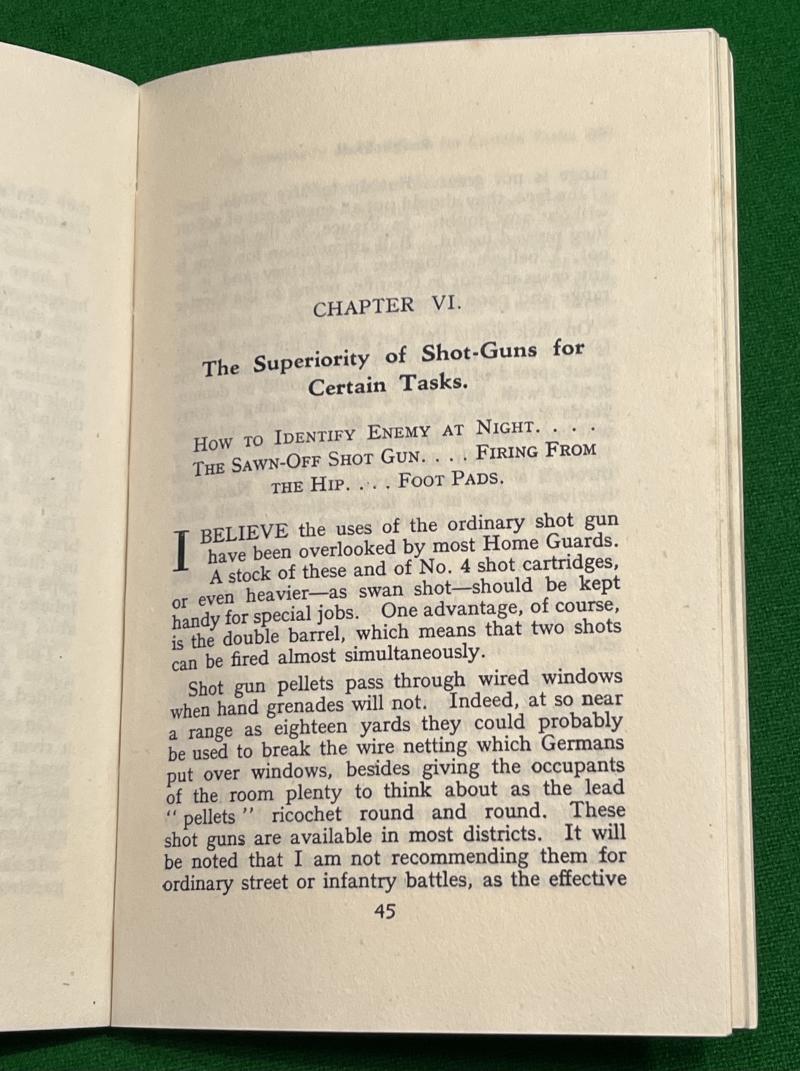 CHAPTER VI.
The Superiority of Shot-Guns for
Certain Tasks.
How to Identify Enemy at Night. . . .
The Sawn-Off Shot Gun. . . . Firing From
the Hip. . . . Foot Pads.
I BELIEVE the uses of the ordinary shot gun
have been overlooked by most Home Guards.
A stock of these and of No. 4 shot cartridges,
or even heavier—as swan shot—should be kept
handy for special jobs. One advantage, of course,
is the double barrel, which means that two shots
can be fired almost simultaneously.
Shot gun pellets pass through wired windows
when hand grenades will not. Indeed, at so near
a range as eighteen yards they could probably
be used to break the wire netting which Germans
put over windows, besides giving the occupants
of the room plenty to think about as the lead
“ pellets ” ricochet round and round. These
shot guns are available in most districts. It will
be noted that I am not recommending them for
ordinary street or infantry battles, as the effective
45